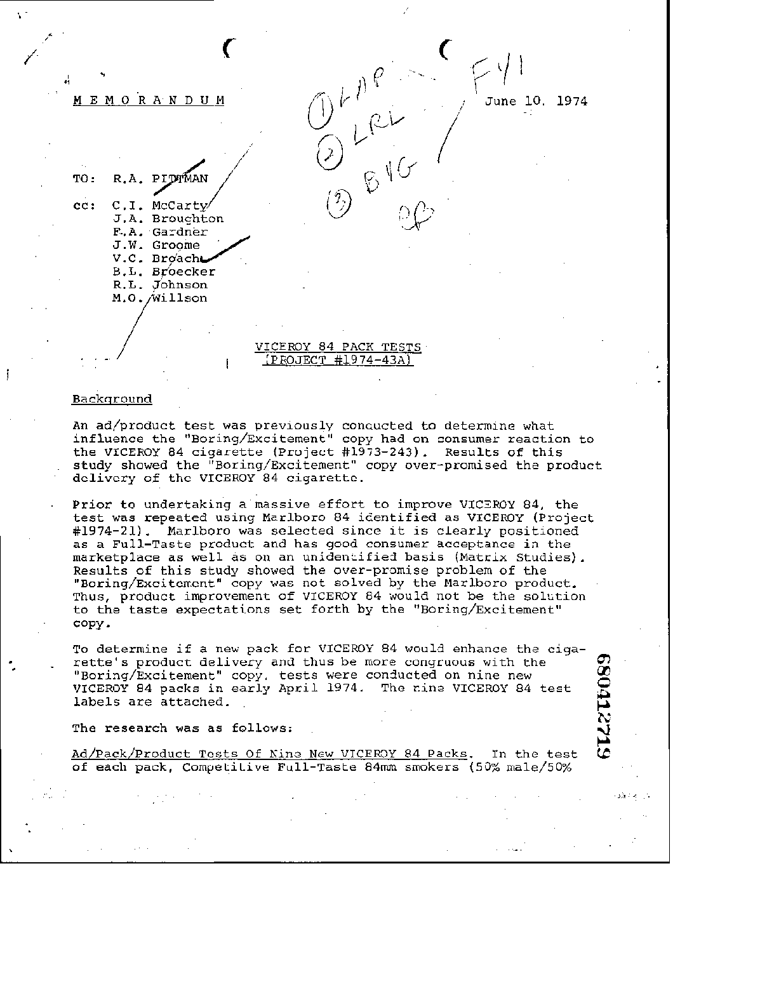 FYI
① LAP
② LRL
③ BVG
M E M O R A N D U M
June 10, 1974
TO: R.A. PITTMAN
cc: C.I. McCarty
J.A. Broughton
F.A. Gardner
J.W. Groome
V.C. Broach
B.L. Broecker
R.L. Johnson
M.O. Willson
VICEROY 84 PACK TESTS
(PROJECT #1974-43A)
Background
An ad/product test was previously conducted to determine what
influence the "Boring/Excitement" copy had on consumer reaction to
the VICEROY 84 cigarette (Project #1973-243). Results of this
study showed the "Boring/Excitement" copy over-promised the product
delivery of the VICEROY 84 cigarette.
Prior to undertaking a massive effort to improve VICEROY 84, the
test was repeated using Marlboro 84 identified as VICEROY (Project
#1974-21). Marlboro was selected since it is clearly positioned
as a Full-Taste product and has good consumer acceptance in the
marketplace as well as on an unidentified basis (Matrix Studies).
Results of this study showed the over-promise problem of the
"Boring/Excitement" copy was not solved by the Marlboro product.
Thus, product improvement of VICEROY 84 would not be the solution
to the taste expectations set forth by the "Boring/Excitement"
copy.
To determine if a new pack for VICEROY 84 would enhance the ciga-
rette's product delivery and thus be more congruous with the
"Boring/Excitement" copy, tests were conducted on nine new
VICEROY 84 packs in early April 1974. The nine VICEROY 84 test
labels are attached.
The research was as follows:
Ad/Pack/Product Tests Of Nine New VICEROY 84 Packs. In the test
of each pack, Competitive Full-Taste 84mm smokers (50% male/50%
680412719